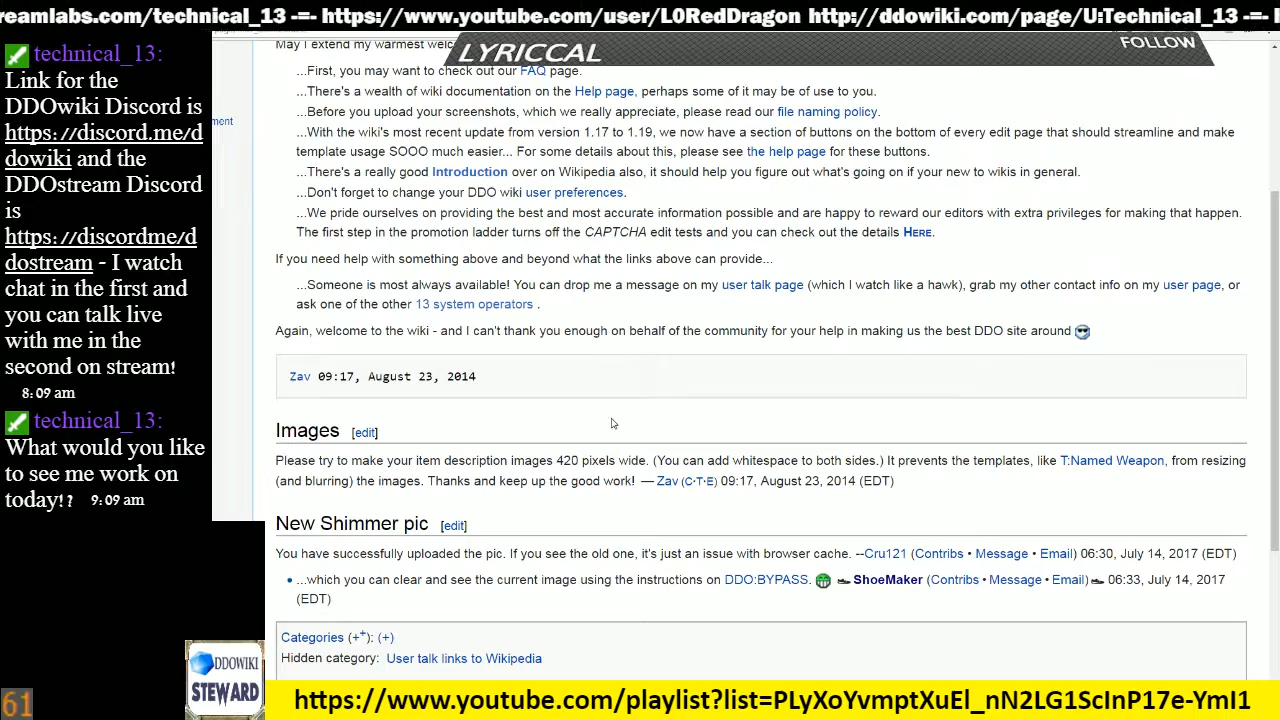 reamlabs.com/technical_13 -=- https://www.youtube.com/user/L0RedDragon http://ddowiki.com/page/U:Technical_13 -=-
technical_13:
Link for the
DDOwiki Discord is
https://discord.me/d
dowiki and the
DDOstream Discord
is
https://discordme/d
dostream - I watch
chat in the first and
you can talk live
with me in the
second on stream!
8:09 am
technical_13:
What would you like
to see me work on
today!?
9:09 am
LYRICCAL
FOLLOW
May I extend my warmest welc
...First, you may want to check out our FAQ page.
...There's a wealth of wiki documentation on the Help page, perhaps some of it may be of use to you.
ment
...Before you upload your screenshots, which we really appreciate, please read our file naming policy.
...With the wiki's most recent update from version 1.17 to 1.19, we now have a section of buttons on the bottom of every edit page that should streamline and make
template usage SOOO much easier... For some details about this, please see the help page for these buttons.
...There's a really good Introduction over on Wikipedia also, it should help you figure out what's going on if your new to wikis in general.
...Don't forget to change your DDO wiki user preferences.
...We pride ourselves on providing the best and most accurate information possible and are happy to reward our editors with extra privileges for making that happen.
The first step in the promotion ladder turns off the CAPTCHA edit tests and you can check out the details HERE.
If you need help with something above and beyond what the links above can provide...
...Someone is most always available! You can drop me a message on my user talk page (which I watch like a hawk), grab my other contact info on my user page, or
ask one of the other 13 system operators .
Again, welcome to the wiki - and I can't thank you enough on behalf of the community for your help in making us the best DDO site around
Zav 09:17, August 23, 2014
Images [edit]
Please try to make your item description images 420 pixels wide. (You can add whitespace to both sides.) It prevents the templates, like T:Named Weapon, from resizing
(and blurring) the images. Thanks and keep up the good work! — Zav (C·T·E) 09:17, August 23, 2014 (EDT)
New Shimmer pic [edit]
You have successfully uploaded the pic. If you see the old one, it's just an issue with browser cache. --Cru121 (Contribs • Message • Email) 06:30, July 14, 2017 (EDT)
• ...which you can clear and see the current image using the instructions on DDO:BYPASS. ShoeMaker (Contribs • Message • Email) 06:33, July 14, 2017
(EDT)
Categories (+⁺): (+)
Hidden category: User talk links to Wikipedia
DDOWIKI
STEWARD
61
https://www.youtube.com/playlist?list=PLyXoYvmptXuEl_nN2LG1ScInP17e-YmI1